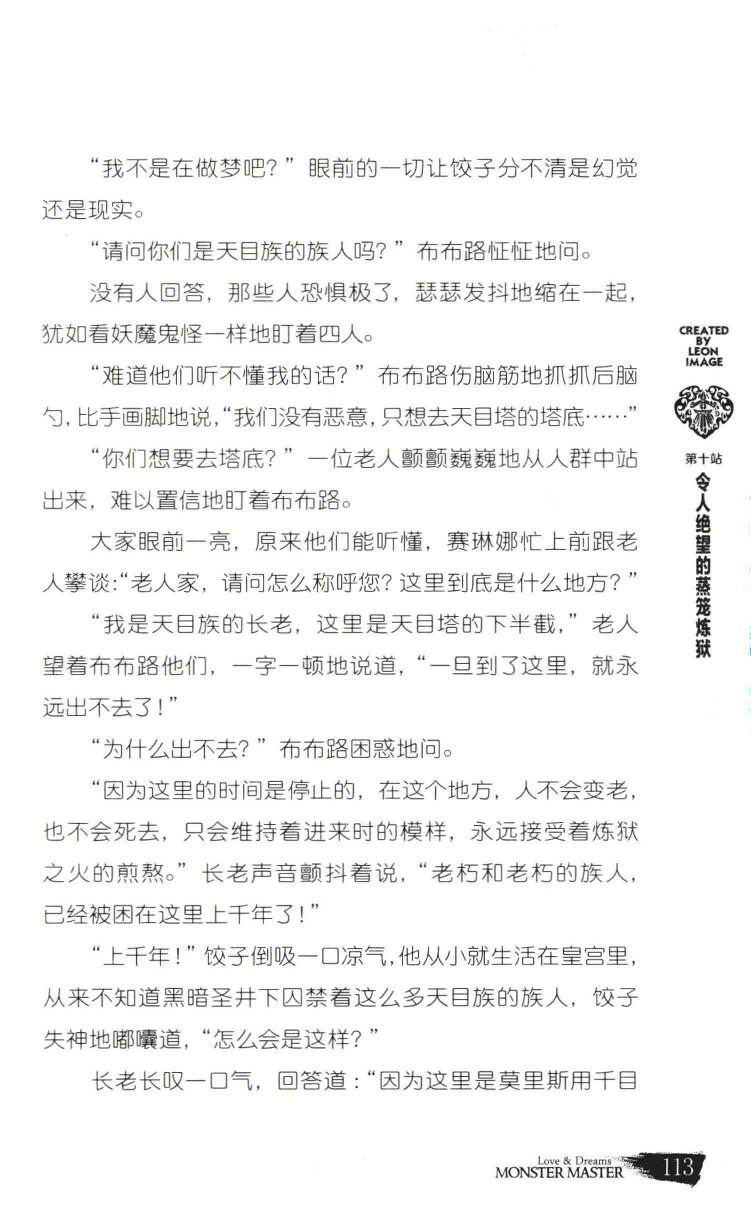 “我不是在做梦吧？”眼前的一切让饺子分不清是幻觉
还是现实。
“请问你们是天目族的族人吗？”布布路怔怔地问。
没有人回答，那些人恐惧极了，瑟瑟发抖地缩在一起，
犹如看妖魔鬼怪一样地盯着四人。
“难道他们听不懂我的话？”布布路伤脑筋地抓抓后脑
勺，比手画脚地说，“我们没有恶意，只想去天目塔的塔底……”
“你们想要去塔底？”一位老人颤颤巍巍地从人群中站
出来，难以置信地盯着布布路。
大家眼前一亮，原来他们能听懂，赛琳娜忙上前跟老
人攀谈：“老人家，请问怎么称呼您？这里到底是什么地方？”
“我是天目族的长老，这里是天目塔的下半截，”老人
望着布布路他们，一字一顿地说道，“一旦到了这里，就永
远出不去了！”
“为什么出不去？”布布路困惑地问。
“因为这里的时间是停止的，在这个地方，人不会变老，
也不会死去，只会维持着进来时的模样，永远接受着炼狱
之火的煎熬。”长老声音颤抖着说，“老朽和老朽的族人，
已经被困在这里上千年了！”
“上千年！”饺子倒吸一口凉气，他从小就生活在皇宫里，
从来不知道黑暗圣井下囚禁着这么多天目族的族人，饺子
失神地嘟囔道，“怎么会是这样？”
长老长叹一口气，回答道：“因为这里是莫里斯用千目
CREATED
BY
LEON
IMAGE
第十站
令人绝望的蒸笼炼狱
Love & Dreams
MONSTER MASTER
113